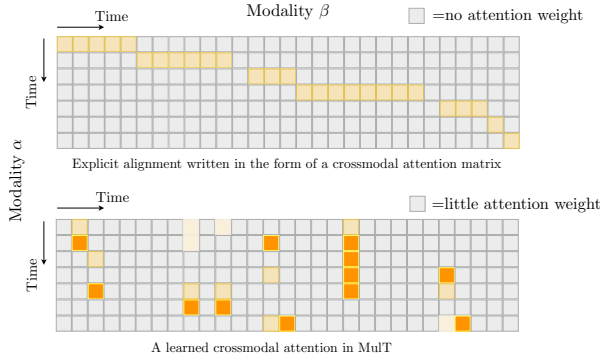 Modality β
Time
=no attention weight
Time
Explicit alignment written in the form of a crossmodal attention matrix
Modality α
Time
=little attention weight
Time
A learned crossmodal attention in MulT